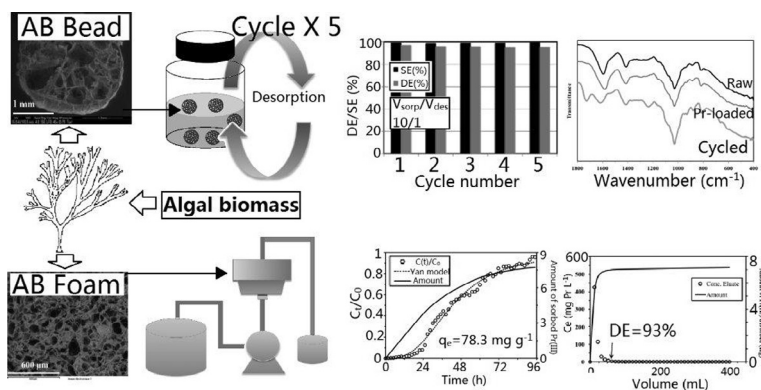 AB Bead
1 mm
Cycle X 5
Desorption
Algal biomass
AB Foam
600 μm
DE/SE (%)
100
80
60
40
20
0
SE(%)
DE(%)
Vsorp/Vdes
10/1
1 2 3 4 5
Cycle number
Transmittance
Raw
Pr-loaded
Cycled
1800 1600 1400 1200 1000 800 600 400
Wavenumber (cm-1)
Ct/C0
1
0.8
0.6
0.4
0.2
0
C(t)/C0
Yan model
Amount
qe=78.3 mg g-1
9
6
3
0
Amount of sorbed Pr(III)
0 12 24 36 48 60 72 84 96
Time (h)
Ce (mg Pr L-1)
600
400
200
0
Conc. Eluate
Amount
DE=93%
8
6
4
2
0
0 100 200 300 400
Volume (mL)